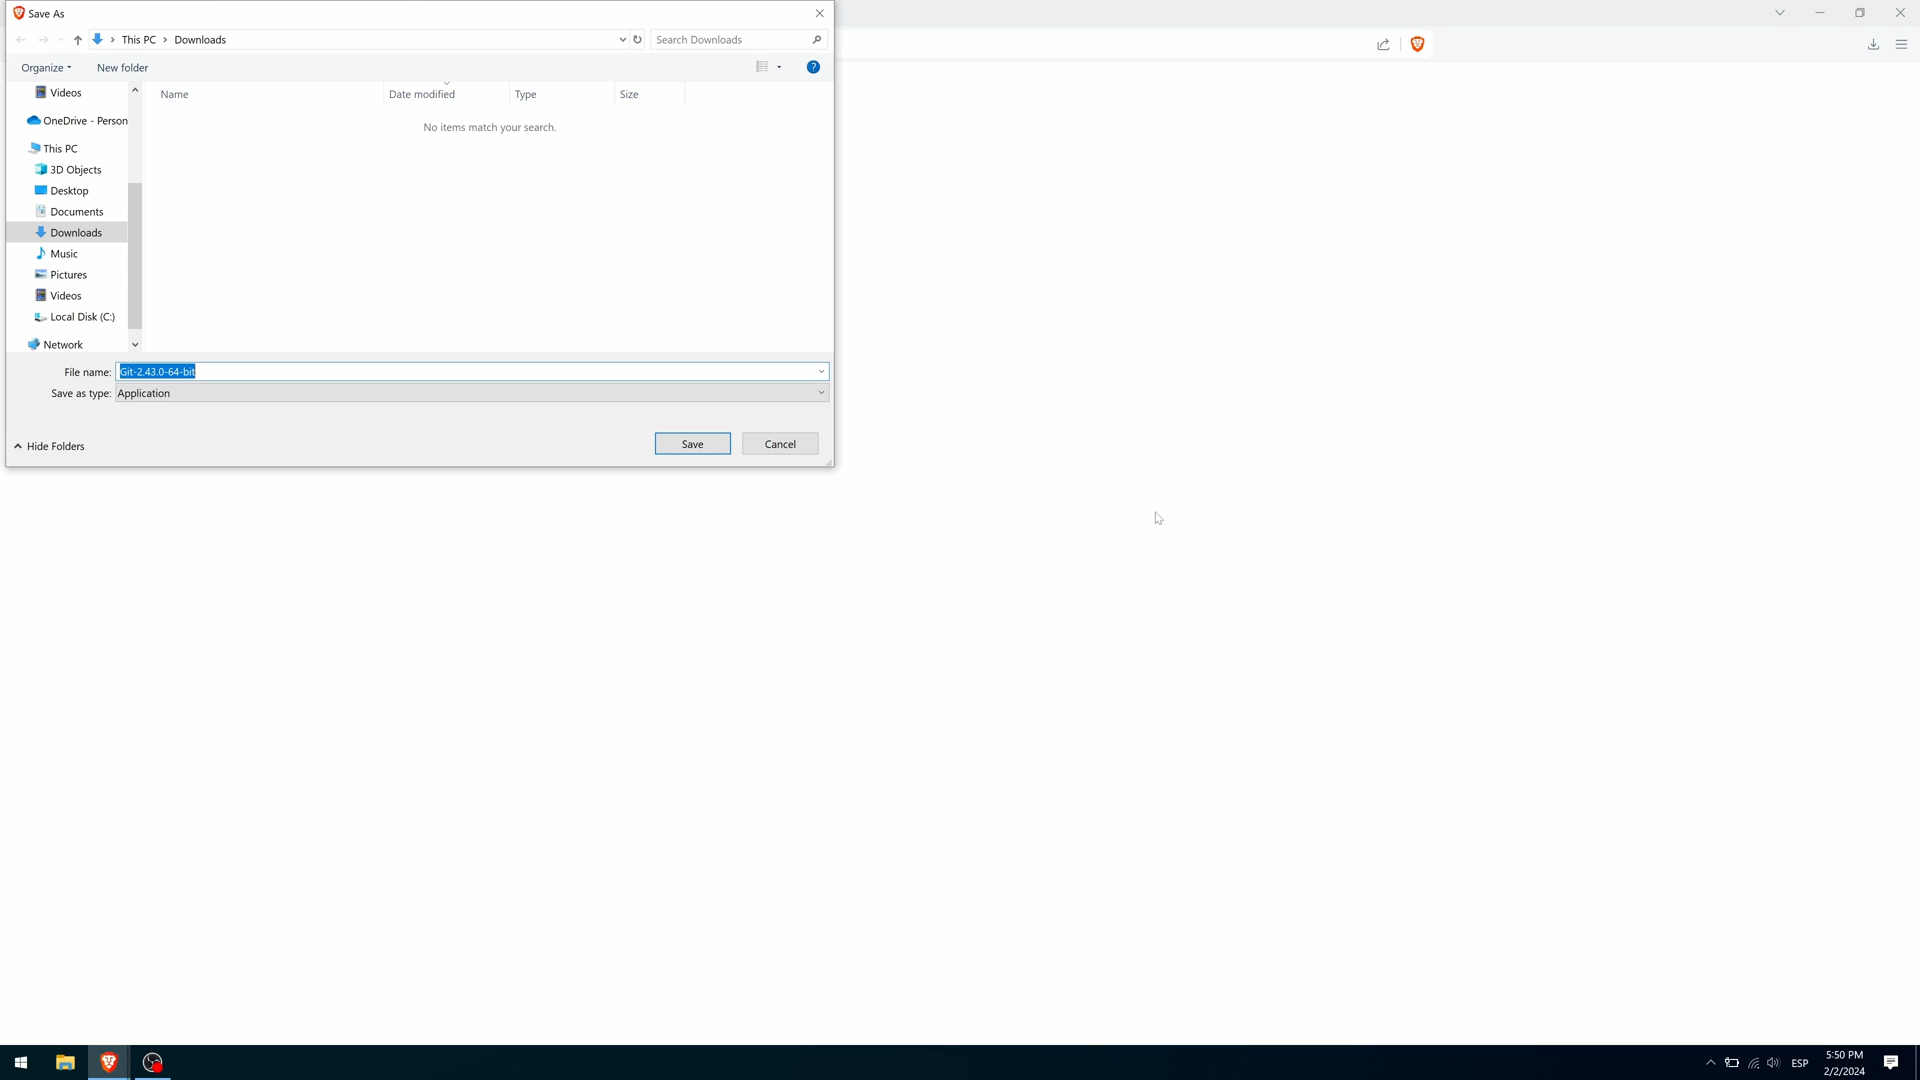 Save As
This PC > Downloads
Search Downloads
Organize
New folder
?
Videos
OneDrive - Person
This PC
3D Objects
Desktop
Documents
Downloads
Music
Pictures
Videos
Local Disk (C:)
Network
Name
Date modified
Type
Size
No items match your search.
File name: Git-2.43.0-64-bit
Save as type: Application
Hide Folders
Save
Cancel
ESP
5:50 PM
2/2/2024